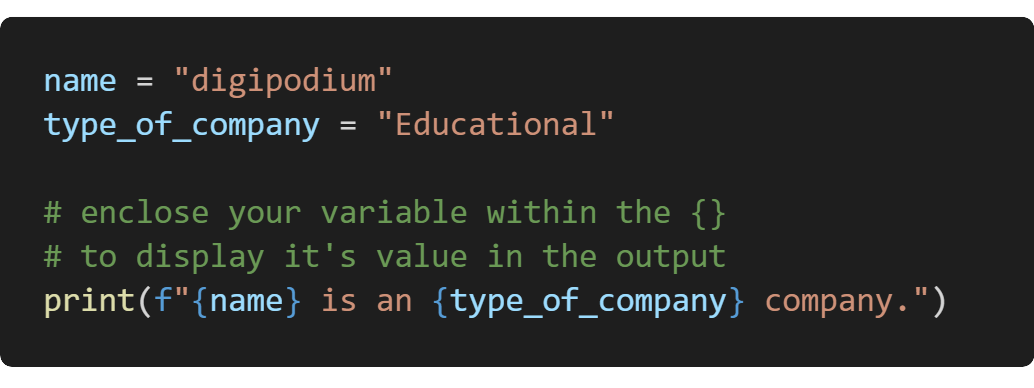 name = "digipodium"
type_of_company = "Educational"
# enclose your variable within the {}
# to display it's value in the output
print(f"{name} is an {type_of_company} company.")